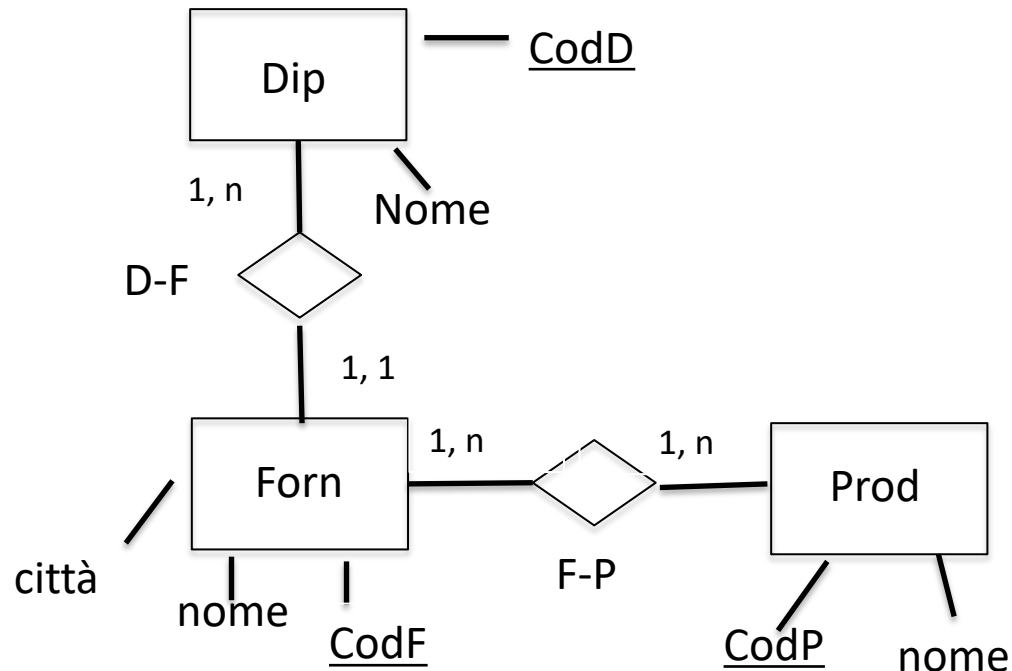 CodD
Dip
1, n
Nome
D-F
1, 1
1, n
1, n
Forn
Prod
F-P
città
nome
CodF
CodP
nome